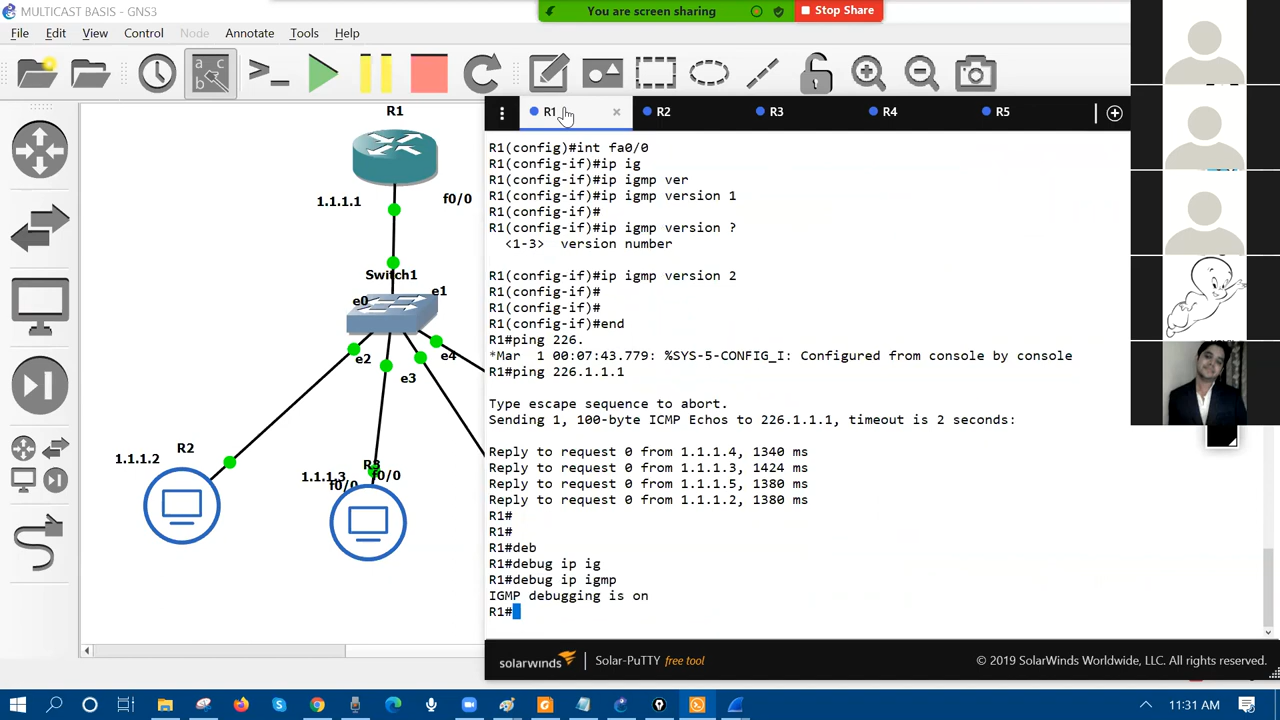 MULTICAST BASIS - GNS3
You are screen sharing
Stop Share
File Edit View Control Node Annotate Tools Help
R1
R2
R3
R4
R5
R1
1.1.1.1
f0/0
Switch1
e0
e1
e2
e3
e4
R2
1.1.1.2
f0/0
R3
1.1.1.3
f0/0
R1(config)#int fa0/0
R1(config-if)#ip ig
R1(config-if)#ip igmp ver
R1(config-if)#ip igmp version 1
R1(config-if)#
R1(config-if)#ip igmp version ?
<1-3> version number
R1(config-if)#ip igmp version 2
R1(config-if)#
R1(config-if)#
R1(config-if)#end
R1#ping 226.
*Mar 1 00:07:43.779: %SYS-5-CONFIG_I: Configured from console by console
R1#ping 226.1.1.1
Type escape sequence to abort.
Sending 1, 100-byte ICMP Echos to 226.1.1.1, timeout is 2 seconds:
Reply to request 0 from 1.1.1.4, 1340 ms
Reply to request 0 from 1.1.1.3, 1424 ms
Reply to request 0 from 1.1.1.5, 1380 ms
Reply to request 0 from 1.1.1.2, 1380 ms
R1#
R1#
R1#deb
R1#debug ip ig
R1#debug ip igmp
IGMP debugging is on
R1#
solarwinds Solar-PuTTY free tool
© 2019 SolarWinds Worldwide, LLC. All rights reserved.
11:31 AM